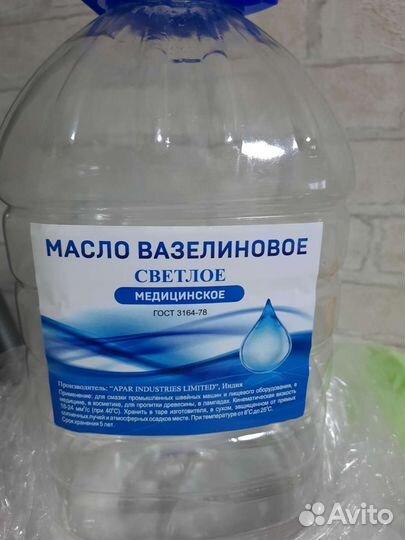 МАСЛО ВАЗЕЛИНОВОЕ
СВЕТЛОЕ
МЕДИЦИНСКОЕ
ГОСТ 3164-78
Производитель: "APAR INDUSTRIES LIMITED", Индия
Применение: для смазки промышленных швейных машин и пищевого оборудования, в
медицине, в косметике, для пропитки древесины, в лампадах. Кинематическая вязкость
16-24 мм²/с (при 40°C). Хранить в таре изготовителя, в сухом, защищенном от прямых
солнечных лучей и атмосферных осадков месте. При температуре от 8°C до 25°C.
Срок хранения 5 лет.
Avito